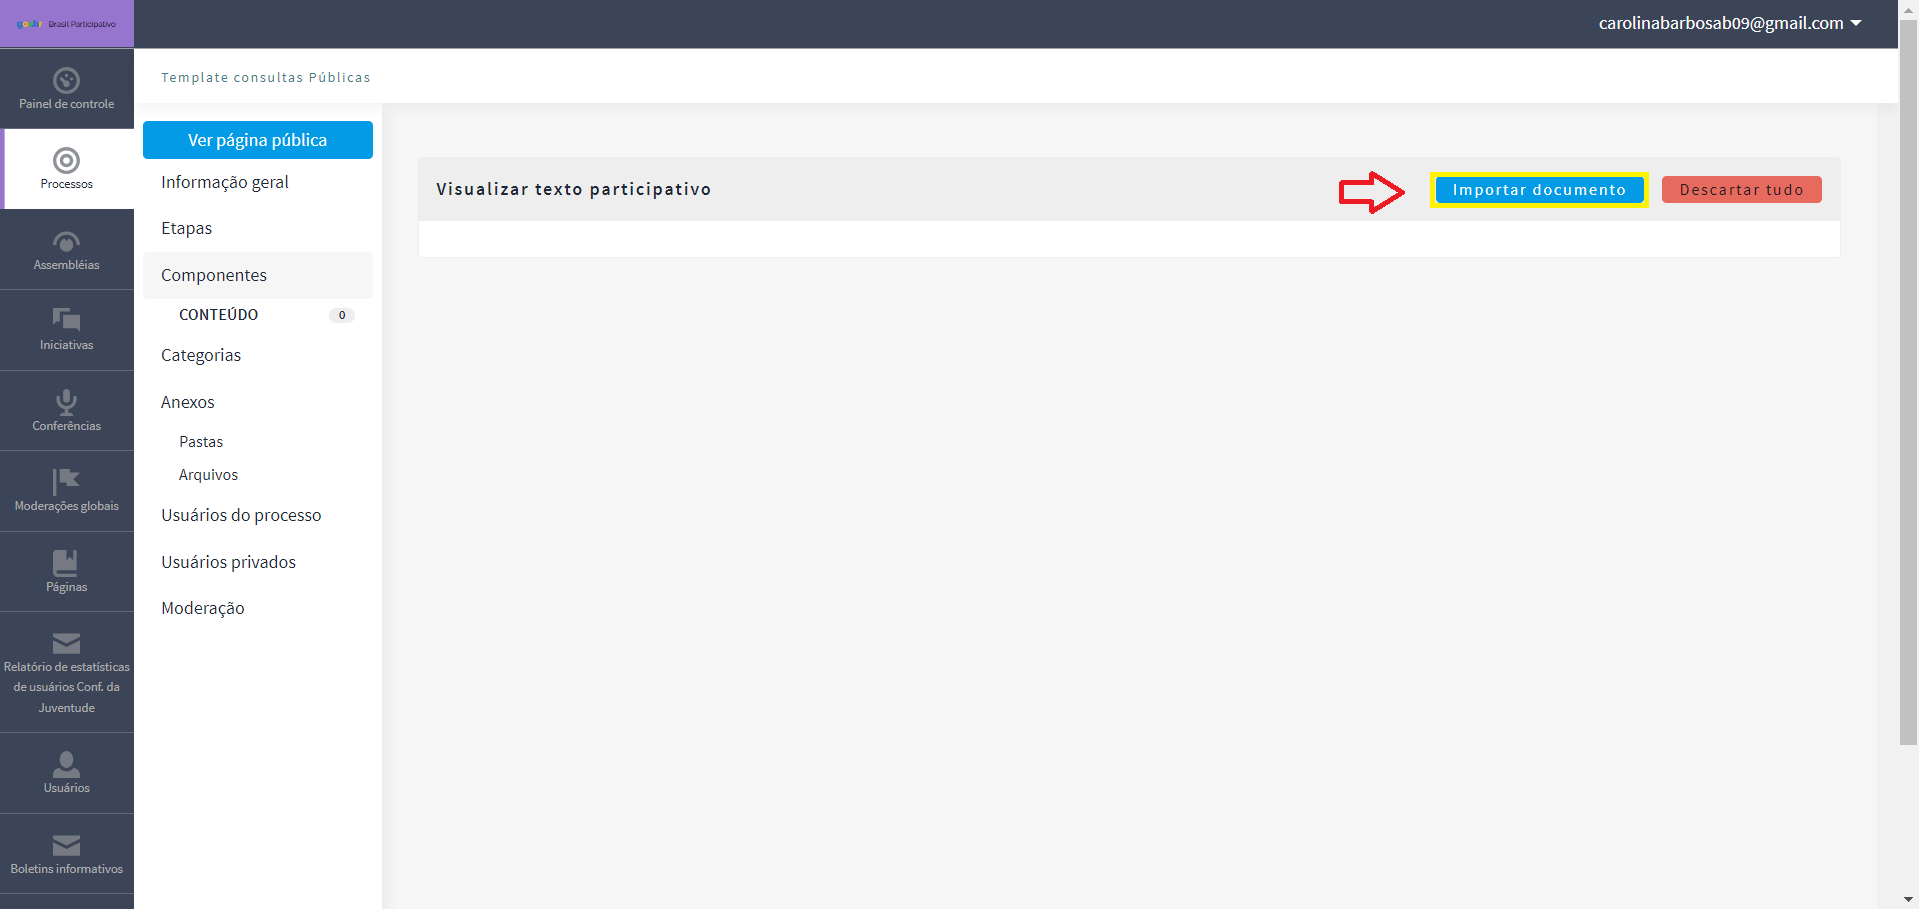 gov.br Brasil Participativo
carolinabarbosab09@gmail.com
Painel de controle
Processos
Assembléias
Iniciativas
Conferências
Moderações globais
Páginas
Relatório de estatísticas
de usuários Conf. da
Juventude
Usuários
Boletins informativos
Template consultas Públicas
Ver página pública
Informação geral
Etapas
Componentes
CONTEÚDO 0
Categorias
Anexos
Pastas
Arquivos
Usuários do processo
Usuários privados
Moderação
Visualizar texto participativo
Importar documento
Descartar tudo